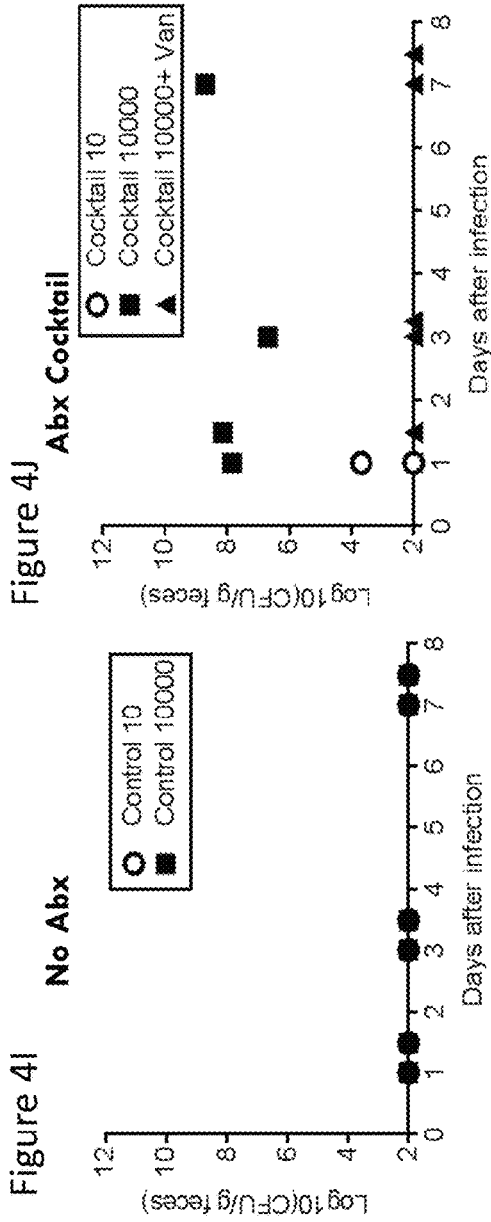 Figure 4I
No Abx
Control 10
Control 10000
Log10(CFU/g feces)
12
10
8
6
4
2
0 1 2 3 4 5 6 7 8
Days after infection
Figure 4J
Abx Cocktail
Cocktail 10
Cocktail 10000
Cocktail 10000+ Van
Log10(CFU/g feces)
12
10
8
6
4
2
0 1 2 3 4 5 6 7 8
Days after infection